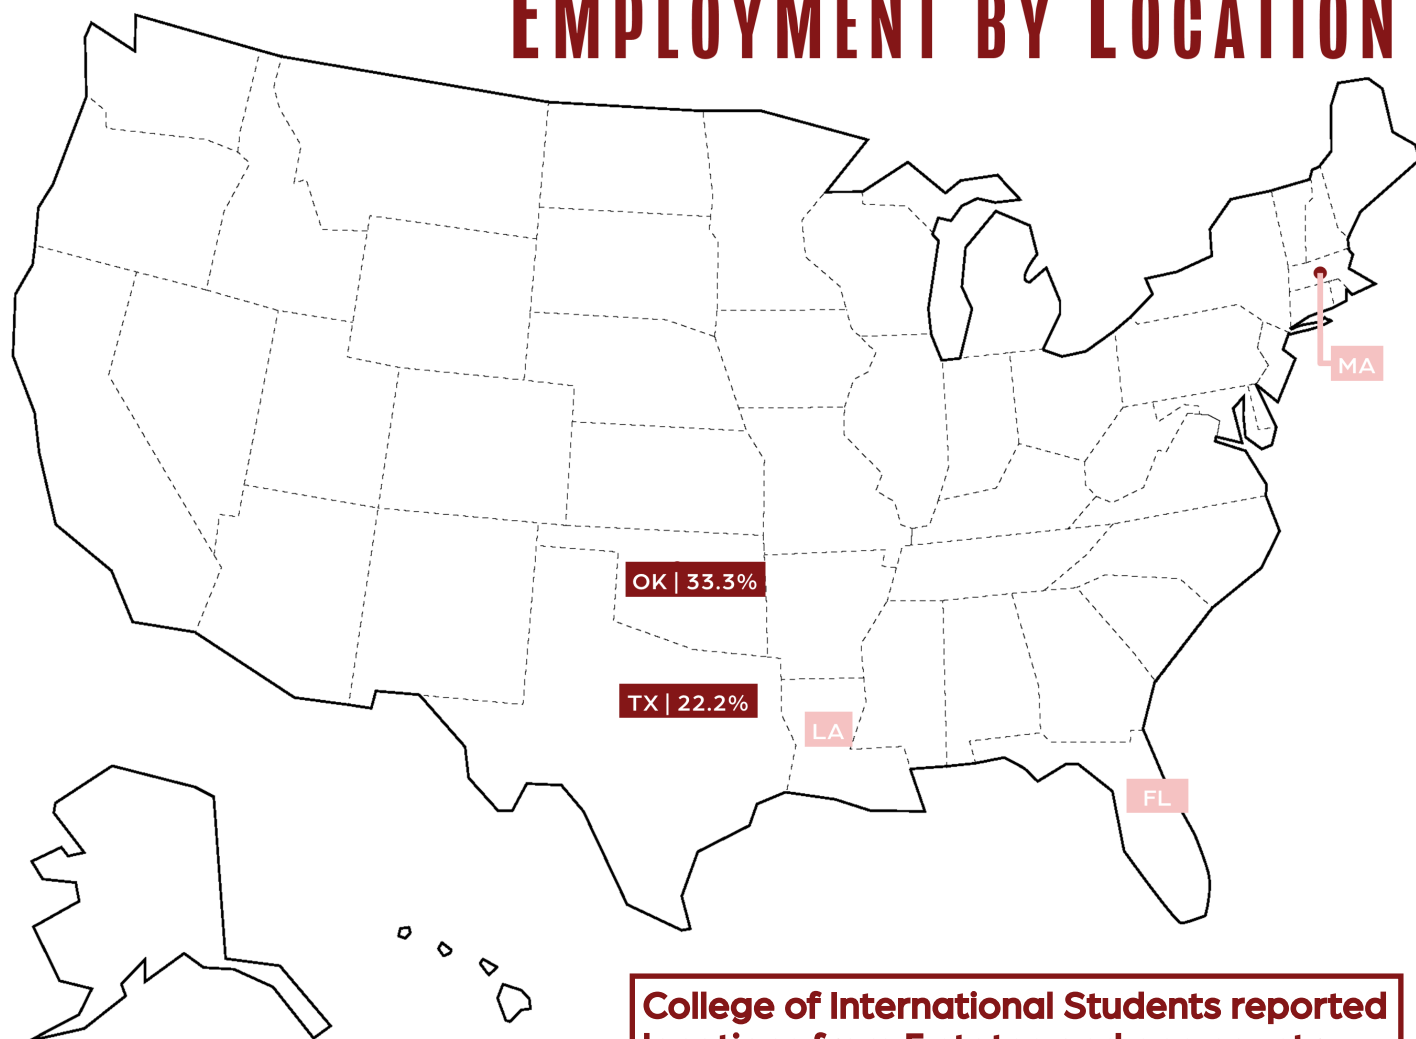 EMPLOYMENT BY LOCATION
MA
OK | 33.3%
TX | 22.2%
LA
FL
College of International Students reported